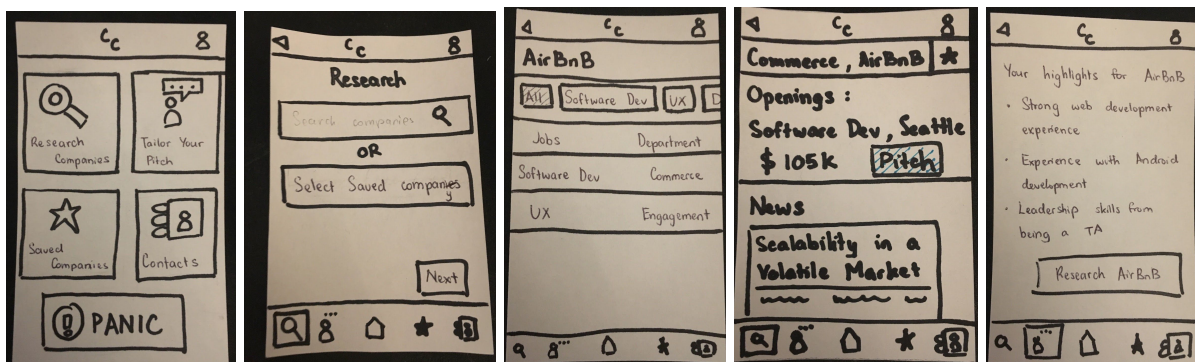 Cc
Research
Companies
Tailor Your
Pitch
Saved
Companies
Contacts
! PANIC
Cc
Research
Search companies
OR
Select Saved companies
y
Next
Cc
AirBnB
All
Software Dev
UX
D
Jobs Department
Software Dev Commerce
UX Engagement
Cc
Commerce, AirBnB
Openings:
Software Dev, Seattle
$105K Pitch
News
Scalability in a
Volatile Market
Cc
Your highlights for AirBnB
• Strong web development
experience
• Experience with Android
development
• Leadership skills from
being a TA
Research AirBnB